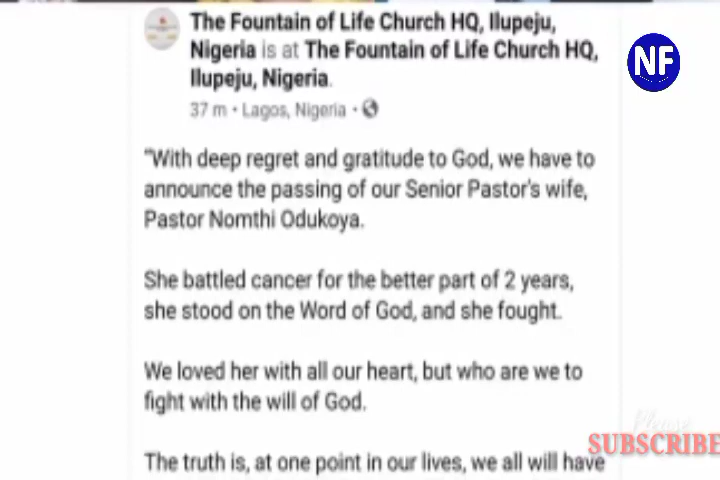 The Fountain of Life Church HQ, Ilupeju,
Nigeria is at The Fountain of Life Church HQ,
Ilupeju, Nigeria.
37 m · Lagos, Nigeria ·
NF
"With deep regret and gratitude to God, we have to
announce the passing of our Senior Pastor's wife,
Pastor Nomthi Odukoya.
She battled cancer for the better part of 2 years,
she stood on the Word of God, and she fought.
We loved her with all our heart, but who are we to
fight with the will of God.
Please
SUBSCRIBE
The truth is, at one point in our lives, we all will have